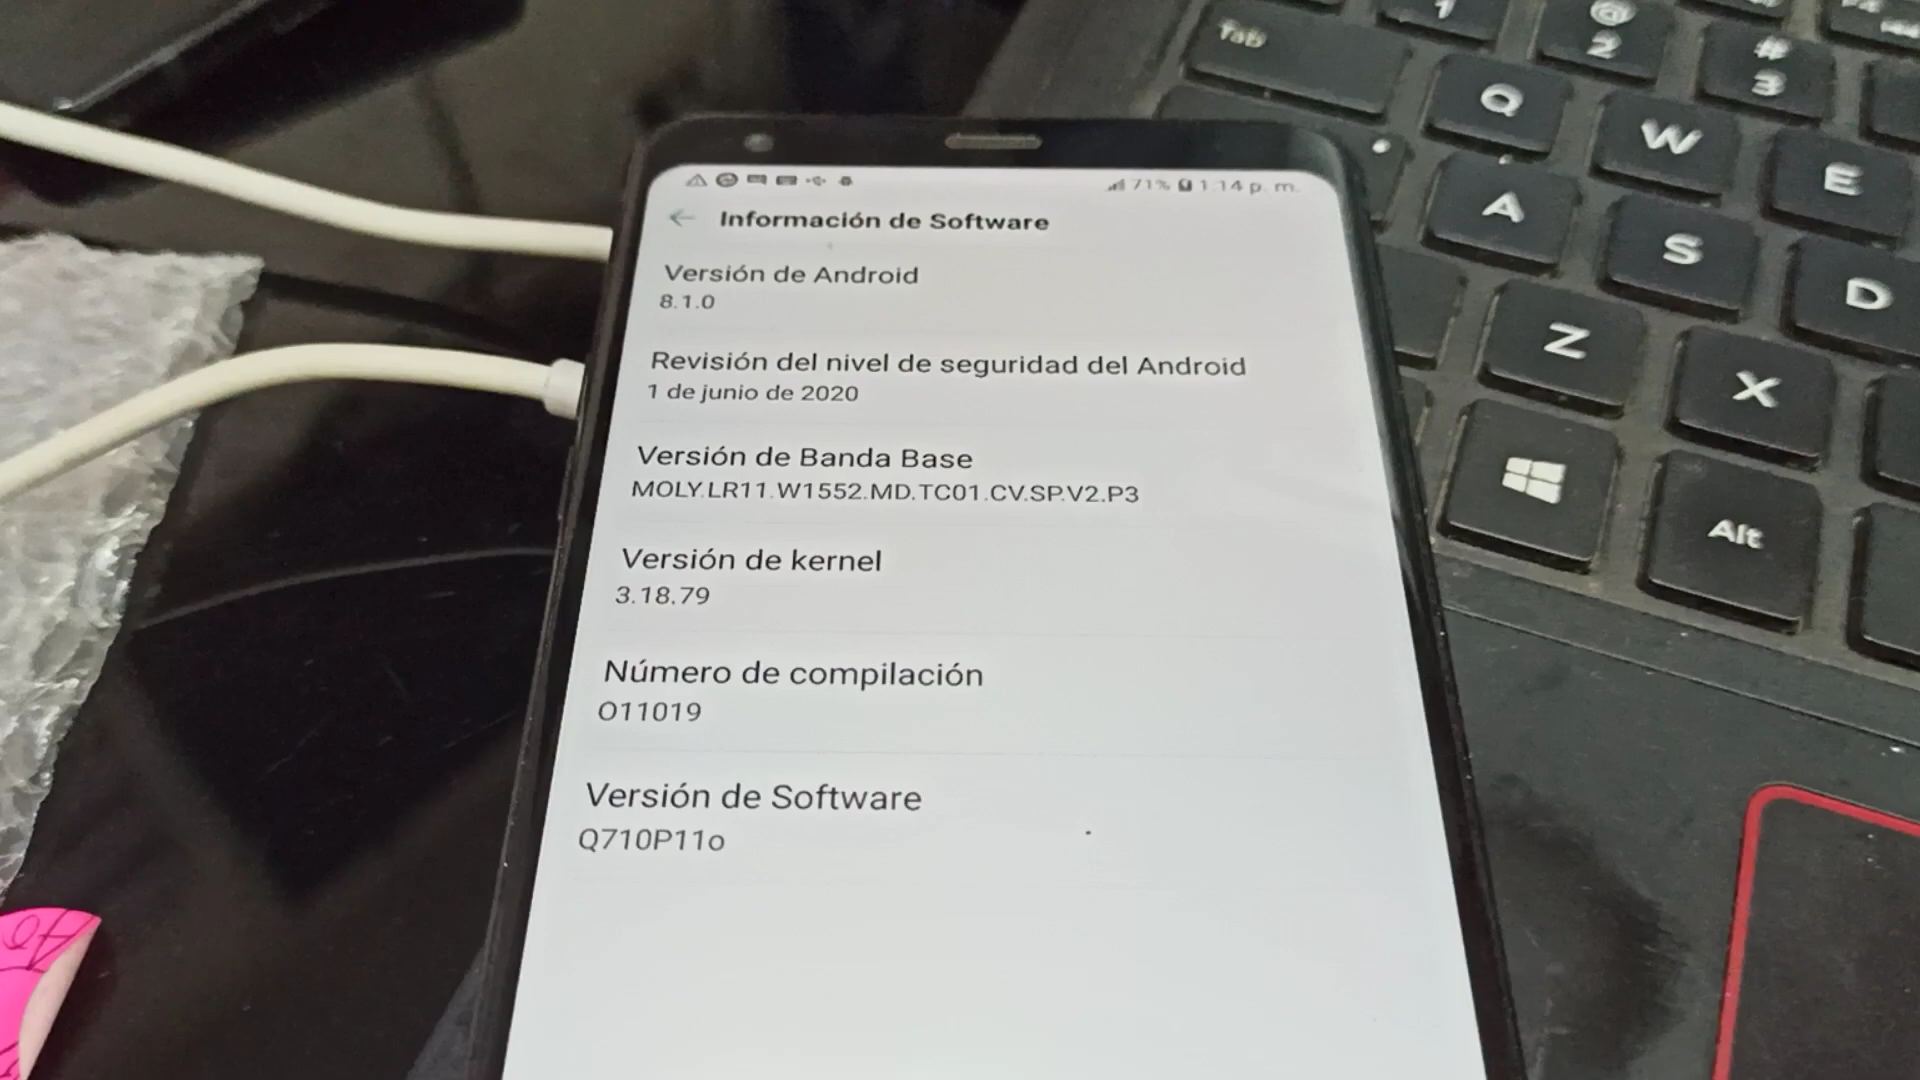 71% 1:14 p. m.
Información de Software
Versión de Android
8.1.0
Revisión del nivel de seguridad del Android
1 de junio de 2020
Versión de Banda Base
MOLY.LR11.W1552.MD.TC01.CV.SP.V2.P3
Versión de kernel
3.18.79
Número de compilación
O11019
Versión de Software
Q710P11o
Tab
1
@
2
#
3
Q
W
E
A
S
D
Z
X
Alt